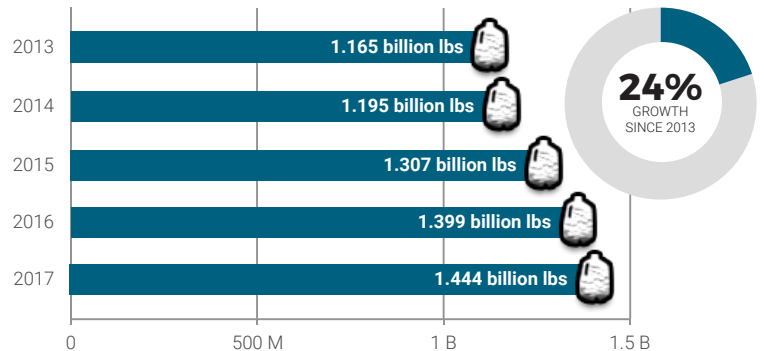 2013 1.165 billion lbs
2014 1.195 billion lbs
2015 1.307 billion lbs
2016 1.399 billion lbs
2017 1.444 billion lbs
0 500 M 1 B 1.5 B
24%
GROWTH
SINCE 2013